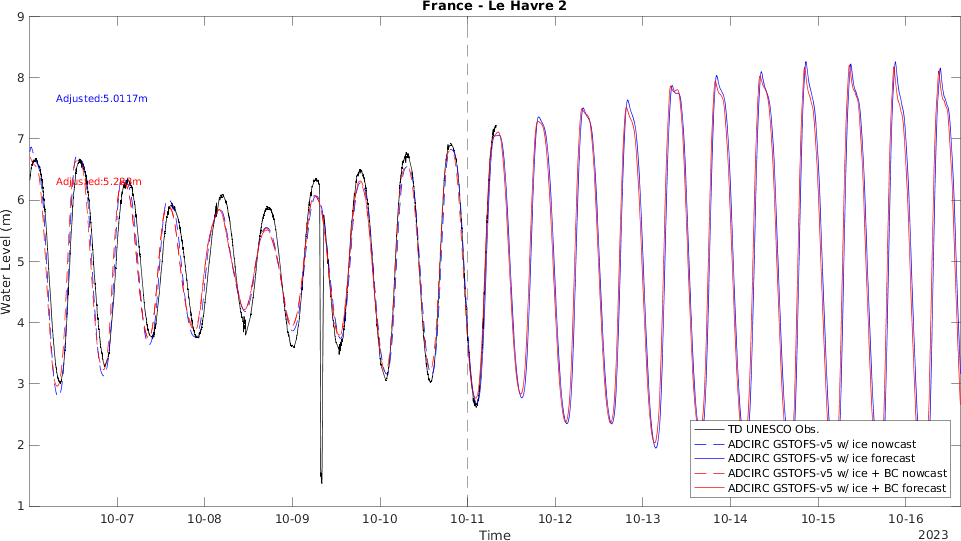 France - Le Havre 2
9
8
7
6
5
4
3
2
1
Water Level (m)
Adjusted:5.0117m
TD UNESCO Obs.
ADCIRC GSTOFS-v5 w/ ice nowcast
ADCIRC GSTOFS-v5 w/ ice forecast
ADCIRC GSTOFS-v5 w/ ice + BC nowcast
ADCIRC GSTOFS-v5 w/ ice + BC forecast
10-07 10-08 10-09 10-10 10-11 10-12 10-13 10-14 10-15 10-16
Time
2023